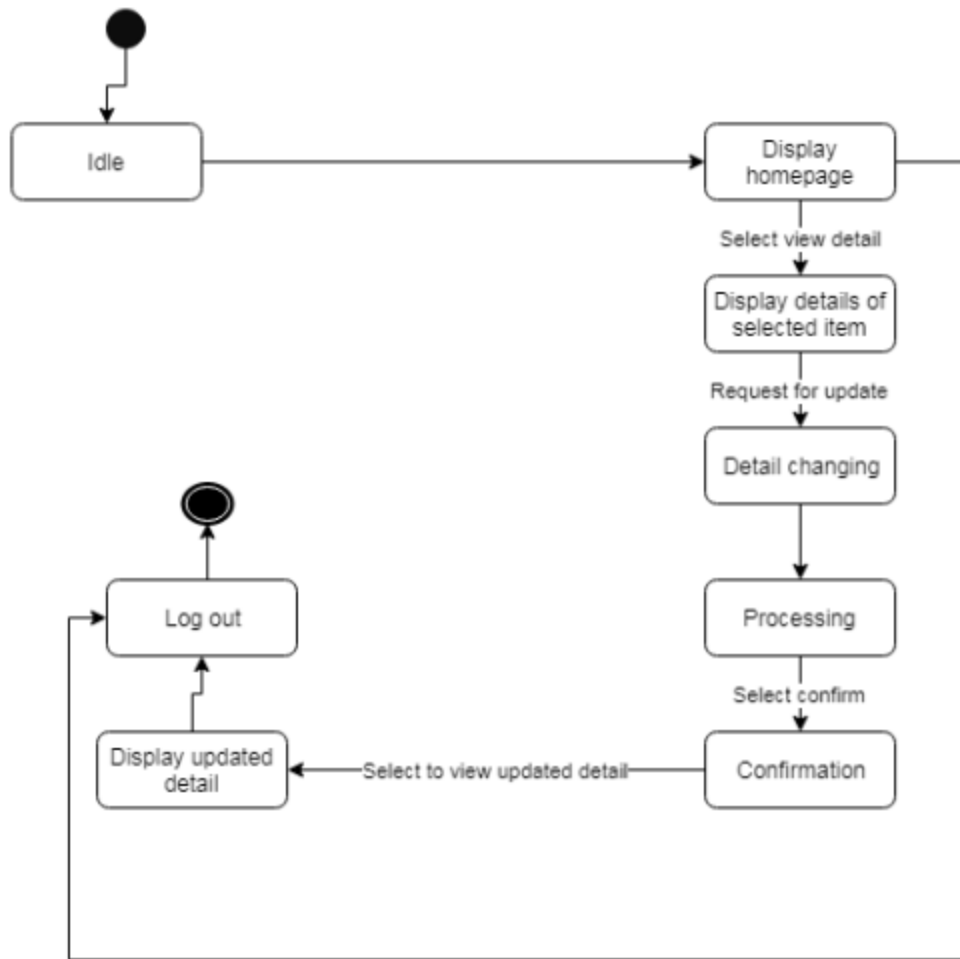 Idle
Display
homepage
Select view detail
Display details of
selected item
Request for update
Detail changing
Log out
Processing
Select confirm
Display updated
detail
Select to view updated detail
Confirmation